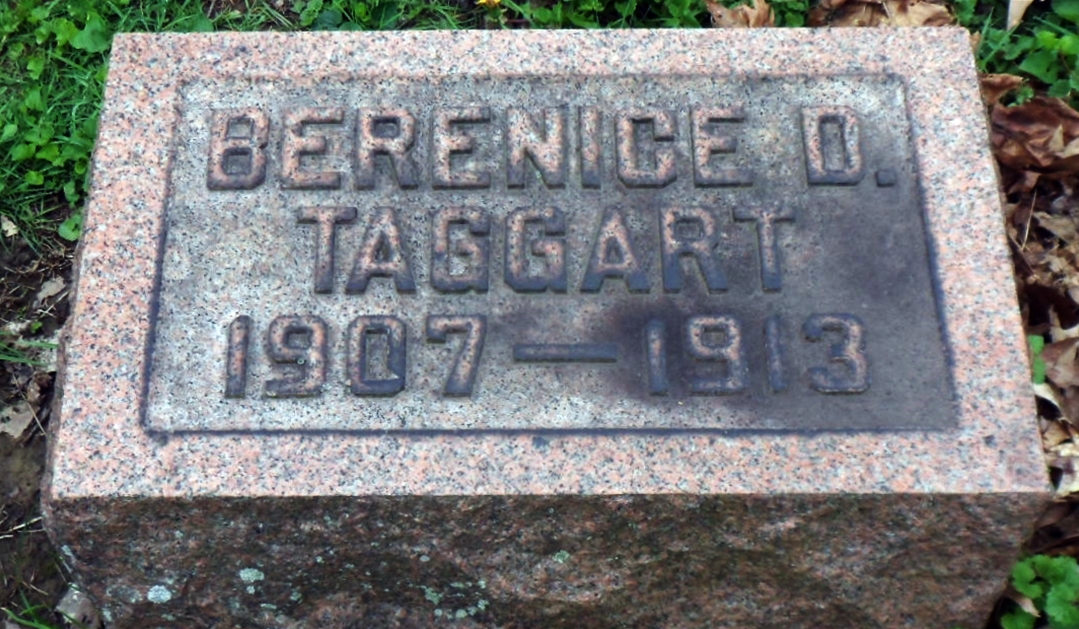 BERENICE D.
TAGGART
1907 — 1913